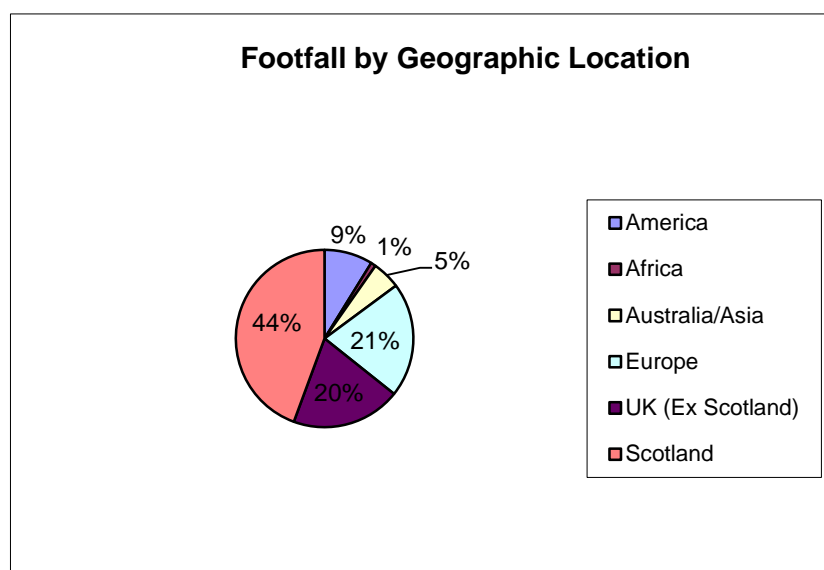 Footfall by Geographic Location
9%
1%
5%
44%
21%
20%
America
Africa
Australia/Asia
Europe
UK (Ex Scotland)
Scotland